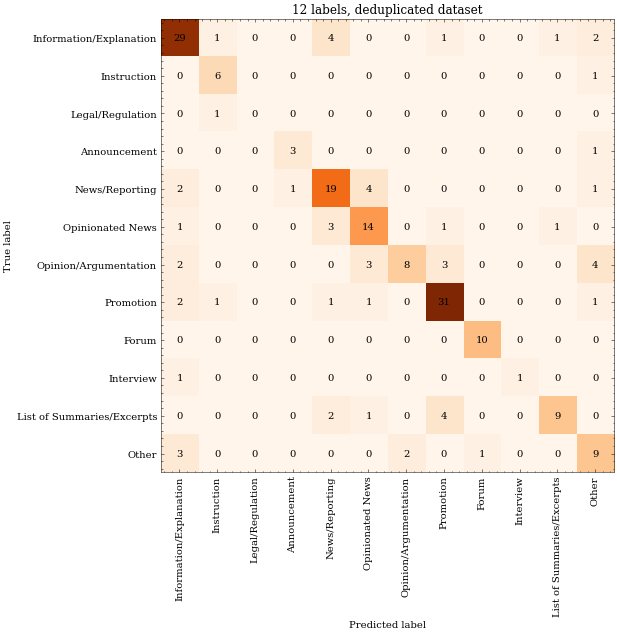 12 labels, deduplicated dataset
Information/Explanation 29 1 0 0 4 0 0 1 0 0 1 2
Instruction 0 6 0 0 0 0 0 0 0 0 0 1
Legal/Regulation 0 1 0 0 0 0 0 0 0 0 0 0
Announcement 0 0 0 3 0 0 0 0 0 0 0 1
News/Reporting 2 0 0 1 19 4 0 0 0 0 0 1
Opinionated News 1 0 0 0 3 14 0 1 0 0 1 0
Opinion/Argumentation 2 0 0 0 0 3 8 3 0 0 0 4
Promotion 2 1 0 0 1 1 0 31 0 0 0 1
Forum 0 0 0 0 0 0 0 0 10 0 0 0
Interview 1 0 0 0 0 0 0 0 0 1 0 0
List of Summaries/Excerpts 0 0 0 0 2 1 0 4 0 0 9 0
Other 3 0 0 0 0 0 2 0 1 0 0 9
True label
Information/Explanation
Instruction
Legal/Regulation
Announcement
News/Reporting
Opinionated News
Opinion/Argumentation
Promotion
Forum
Interview
List of Summaries/Excerpts
Other
Predicted label